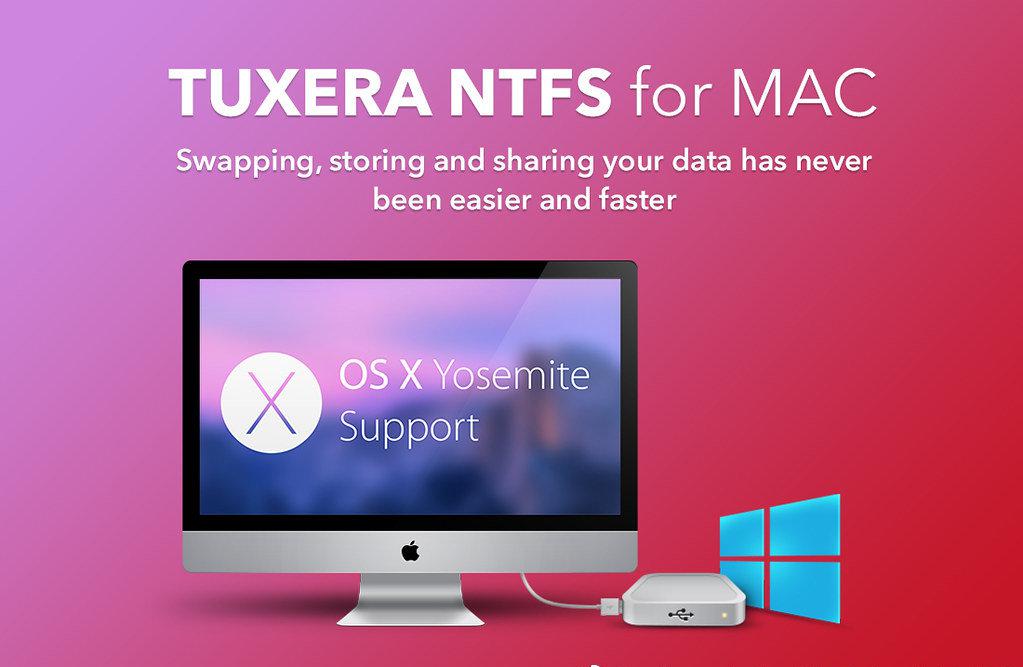 TUXERA NTFS for MAC
Swapping, storing and sharing your data has never
been easier and faster
OS X Yosemite
Support